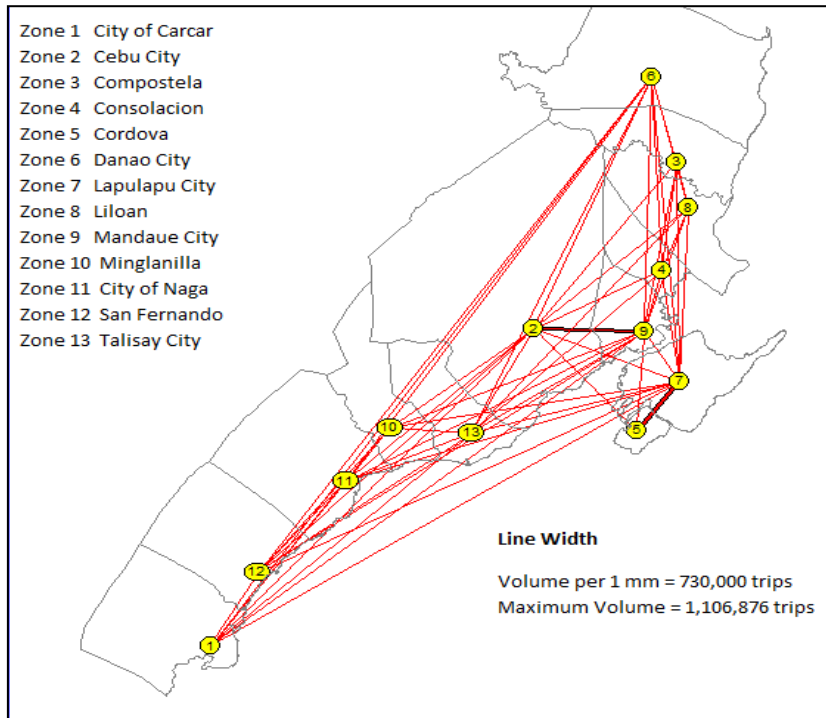 Zone 1 City of Carcar
Zone 2 Cebu City
Zone 3 Compostela
Zone 4 Consolacion
Zone 5 Cordova
Zone 6 Danao City
Zone 7 Lapulapu City
Zone 8 Liloan
Zone 9 Mandaue City
Zone 10 Minglanilla
Zone 11 City of Naga
Zone 12 San Fernando
Zone 13 Talisay City
6
3
8
4
2
9
7
10
13
5
11
12
1
Line Width
Volume per 1 mm = 730,000 trips
Maximum Volume = 1,106,876 trips